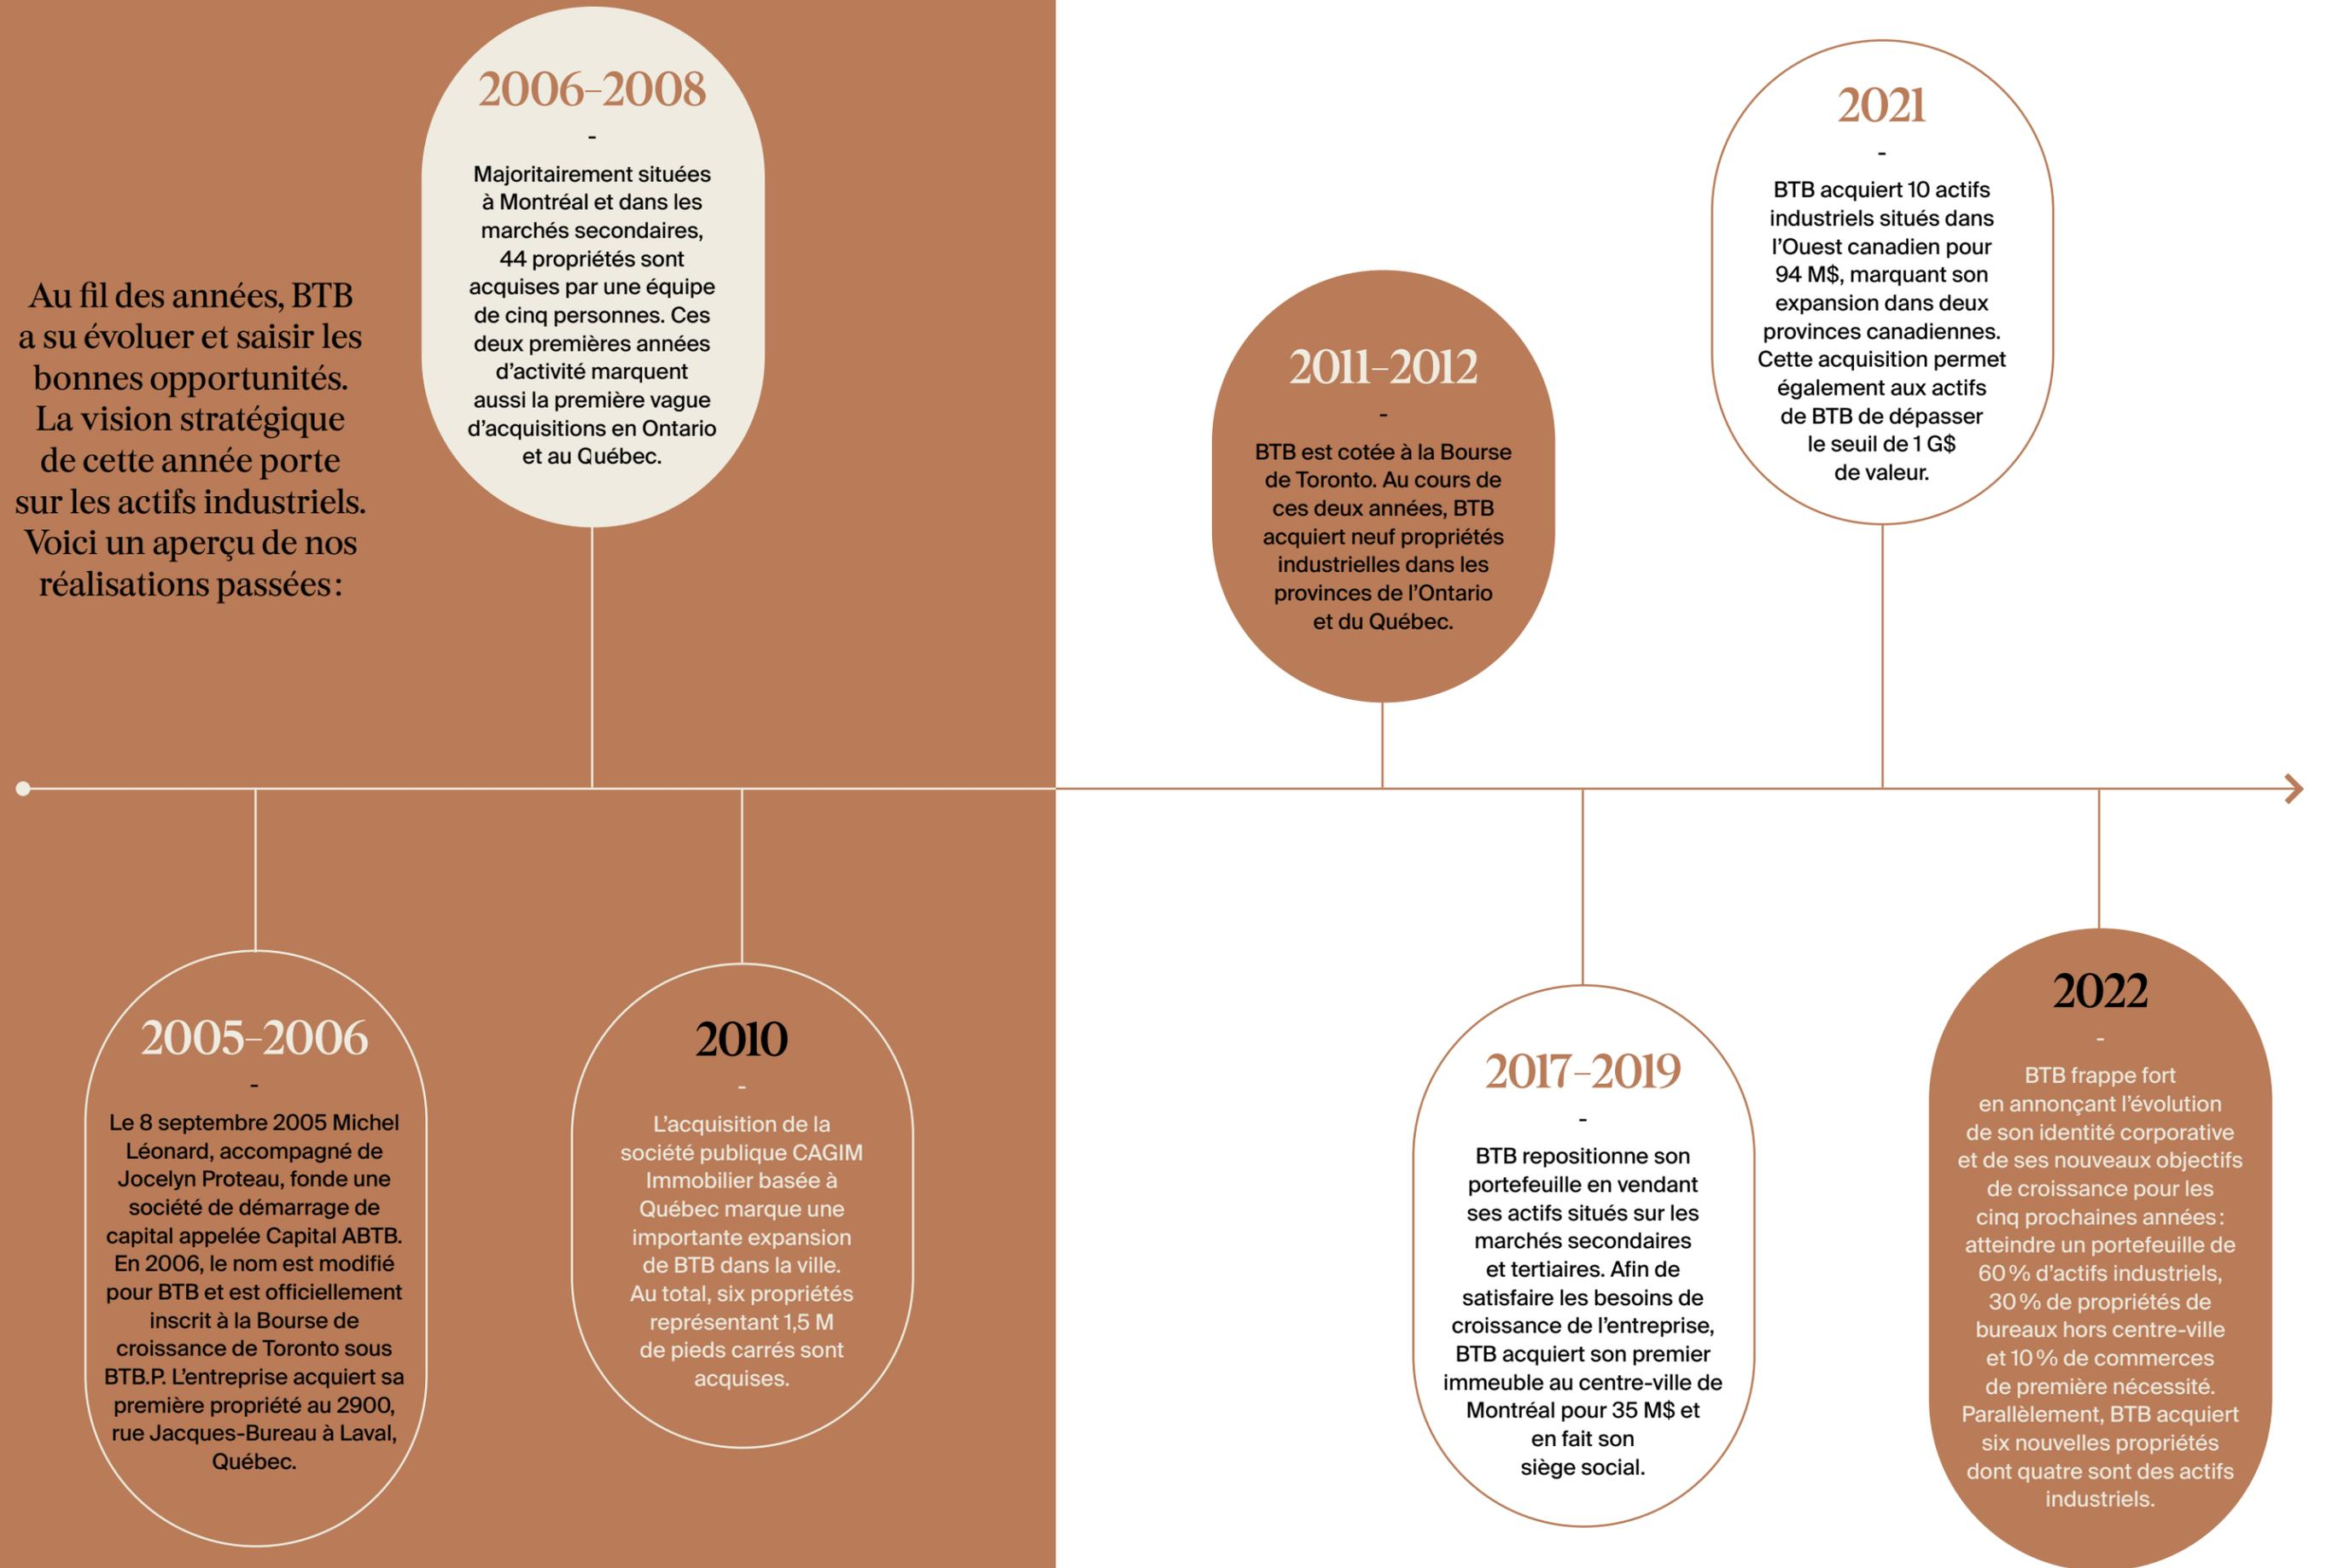 Au fil des années, BTB
a su évoluer et saisir les
bonnes opportunités.
La vision stratégique
de cette année porte
sur les actifs industriels.
Voici un aperçu de nos
réalisations passées :
2005–2006
-
Le 8 septembre 2005 Michel
Léonard, accompagné de
Jocelyn Proteau, fonde une
société de démarrage de
capital appelée Capital ABTB.
En 2006, le nom est modifié
pour BTB et est officiellement
inscrit à la Bourse de
croissance de Toronto sous
BTB.P. L’entreprise acquiert sa
première propriété au 2900,
rue Jacques-Bureau à Laval,
Québec.
2006–2008
-
Majoritairement situées
à Montréal et dans les
marchés secondaires,
44 propriétés sont
acquises par une équipe
de cinq personnes. Ces
deux premières années
d’activité marquent
aussi la première vague
d’acquisitions en Ontario
et au Québec.
2010
-
L’acquisition de la
société publique CAGIM
Immobilier basée à
Québec marque une
importante expansion
de BTB dans la ville.
Au total, six propriétés
représentant 1,5 M
de pieds carrés sont
acquises.
2011–2012
-
BTB est cotée à la Bourse
de Toronto. Au cours de
ces deux années, BTB
acquiert neuf propriétés
industrielles dans les
provinces de l’Ontario
et du Québec.
2017–2019
-
BTB repositionne son
portefeuille en vendant
ses actifs situés sur les
marchés secondaires
et tertiaires. Afin de
satisfaire les besoins de
croissance de l’entreprise,
BTB acquiert son premier
immeuble au centre-ville de
Montréal pour 35 M$ et
en fait son
siège social.
2021
-
BTB acquiert 10 actifs
industriels situés dans
l’Ouest canadien pour
94 M$, marquant son
expansion dans deux
provinces canadiennes.
Cette acquisition permet
également aux actifs
de BTB de dépasser
le seuil de 1 G$
de valeur.
2022
-
BTB frappe fort
en annonçant l’évolution
de son identité corporative
et de ses nouveaux objectifs
de croissance pour les
cinq prochaines années :
atteindre un portefeuille de
60 % d’actifs industriels,
30 % de propriétés de
bureaux hors centre-ville
et 10 % de commerces
de première nécessité.
Parallèlement, BTB acquiert
six nouvelles propriétés
dont quatre sont des actifs
industriels.